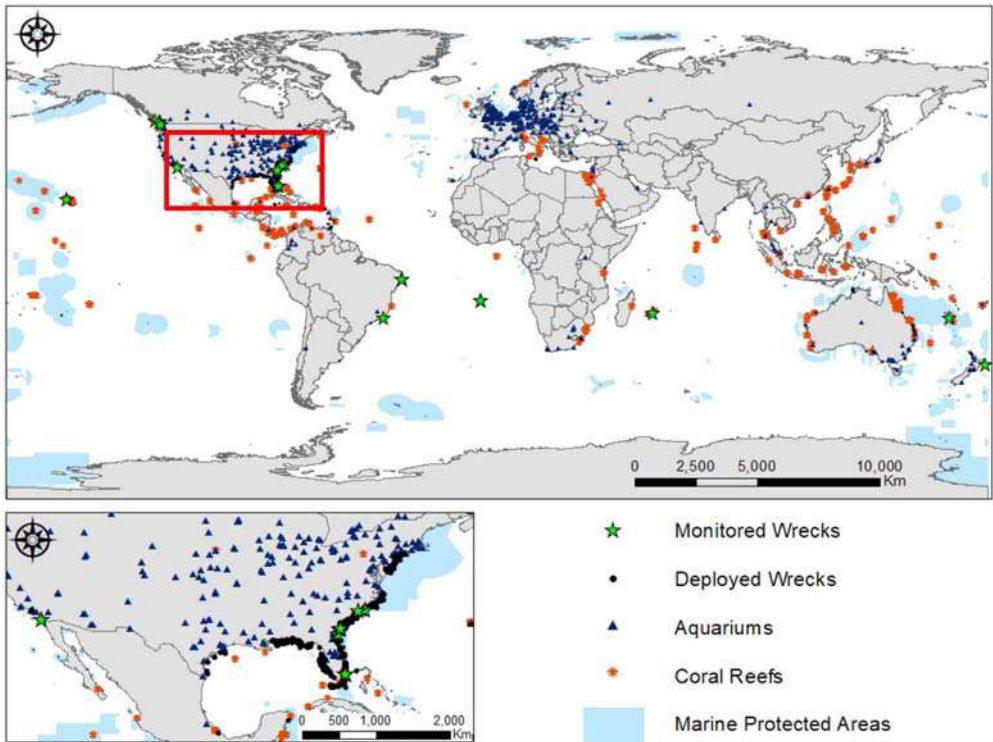 0 2,500 5,000 10,000
Km
Monitored Wrecks
Deployed Wrecks
Aquariums
Coral Reefs
0 500 1,000 2,000
Km
Marine Protected Areas